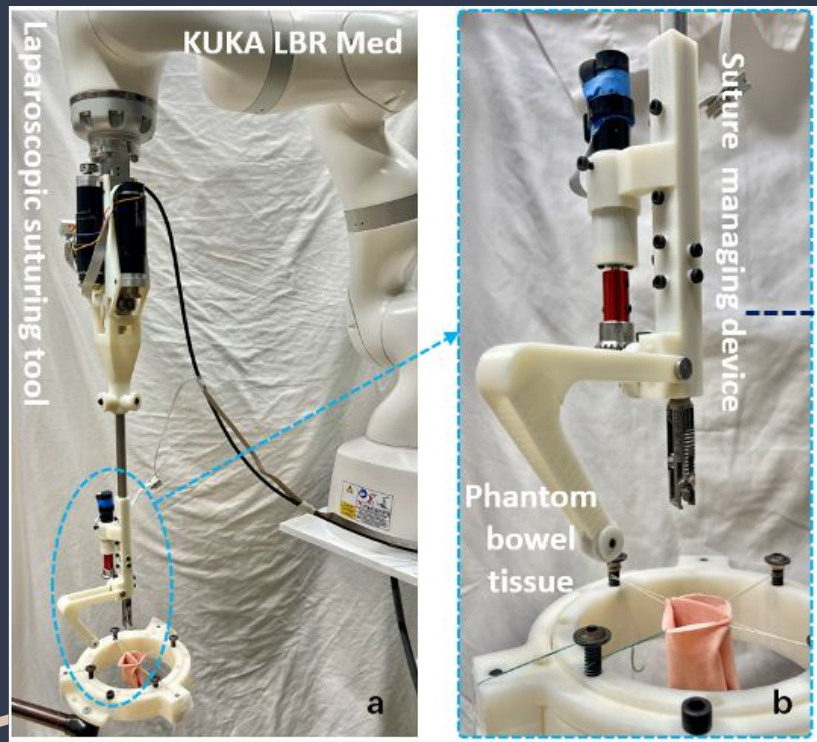 KUKA LBR Med
Laparoscopic suturing tool
a
Suture managing device
Phantom
bowel
tissue
b